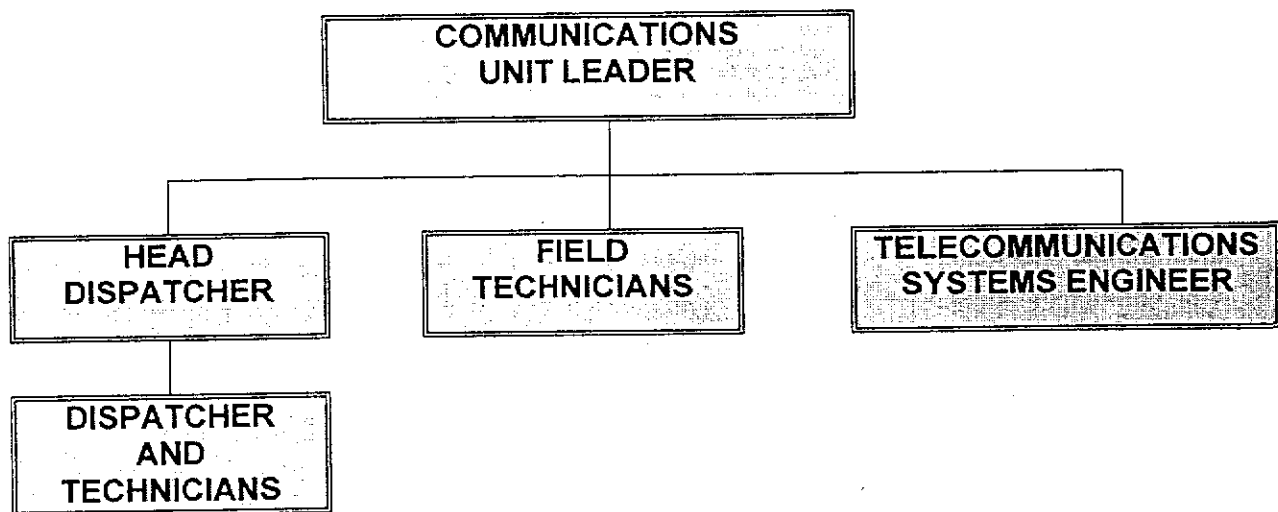 COMMUNICATIONS
UNIT LEADER
HEAD
DISPATCHER
FIELD
TECHNICIANS
TELECOMMUNICATIONS
SYSTEMS ENGINEER
DISPATCHER
AND
TECHNICIANS